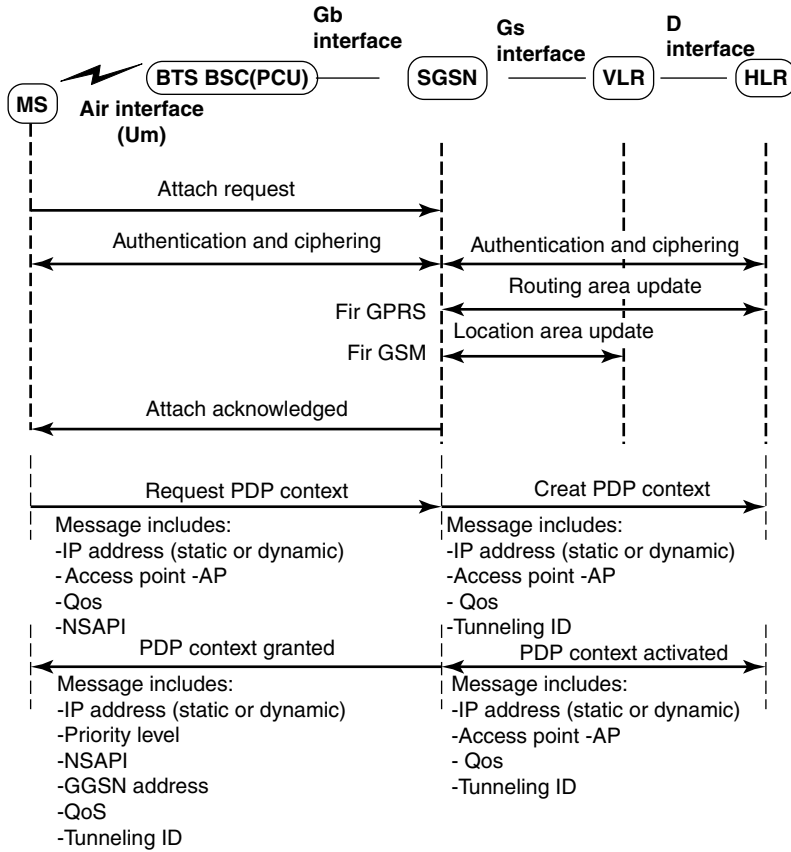 Gb
interface
Gs
interface
D
interface
MS
BTS BSC(PCU)
SGSN
VLR
HLR
Air interface
(Um)
Attach request
Authentication and ciphering
Authentication and ciphering
Routing area update
Fir GPRS
Location area update
Fir GSM
Attach acknowledged
Request PDP context
Creat PDP context
Message includes:
-IP address (static or dynamic)
-Access point -AP
-Qos
-NSAPI
Message includes:
-IP address (static or dynamic)
-Access point -AP
- Qos
-Tunneling ID
PDP context granted
PDP context activated
Message includes:
-IP address (static or dynamic)
-Priority level
-NSAPI
-GGSN address
-QoS
-Tunneling ID
Message includes:
-IP address (static or dynamic)
-Access point -AP
- Qos
-Tunneling ID